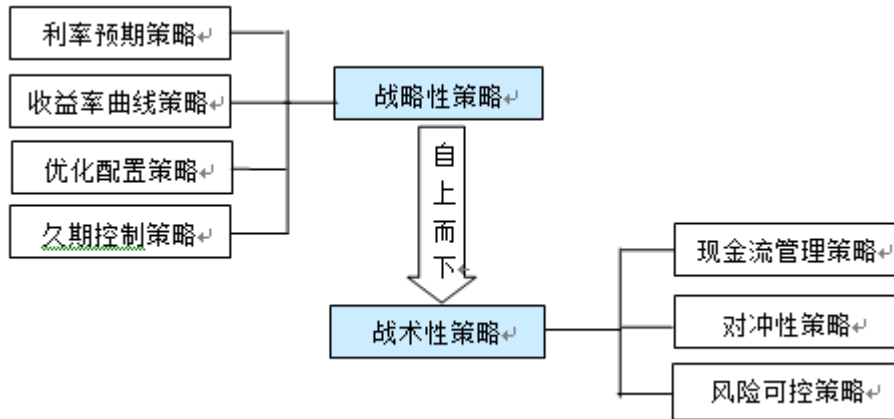 利率预期策略
收益率曲线策略
优化配置策略
久期控制策略
战略性策略
自
上
而
下
战术性策略
现金流管理策略
对冲性策略
风险可控策略